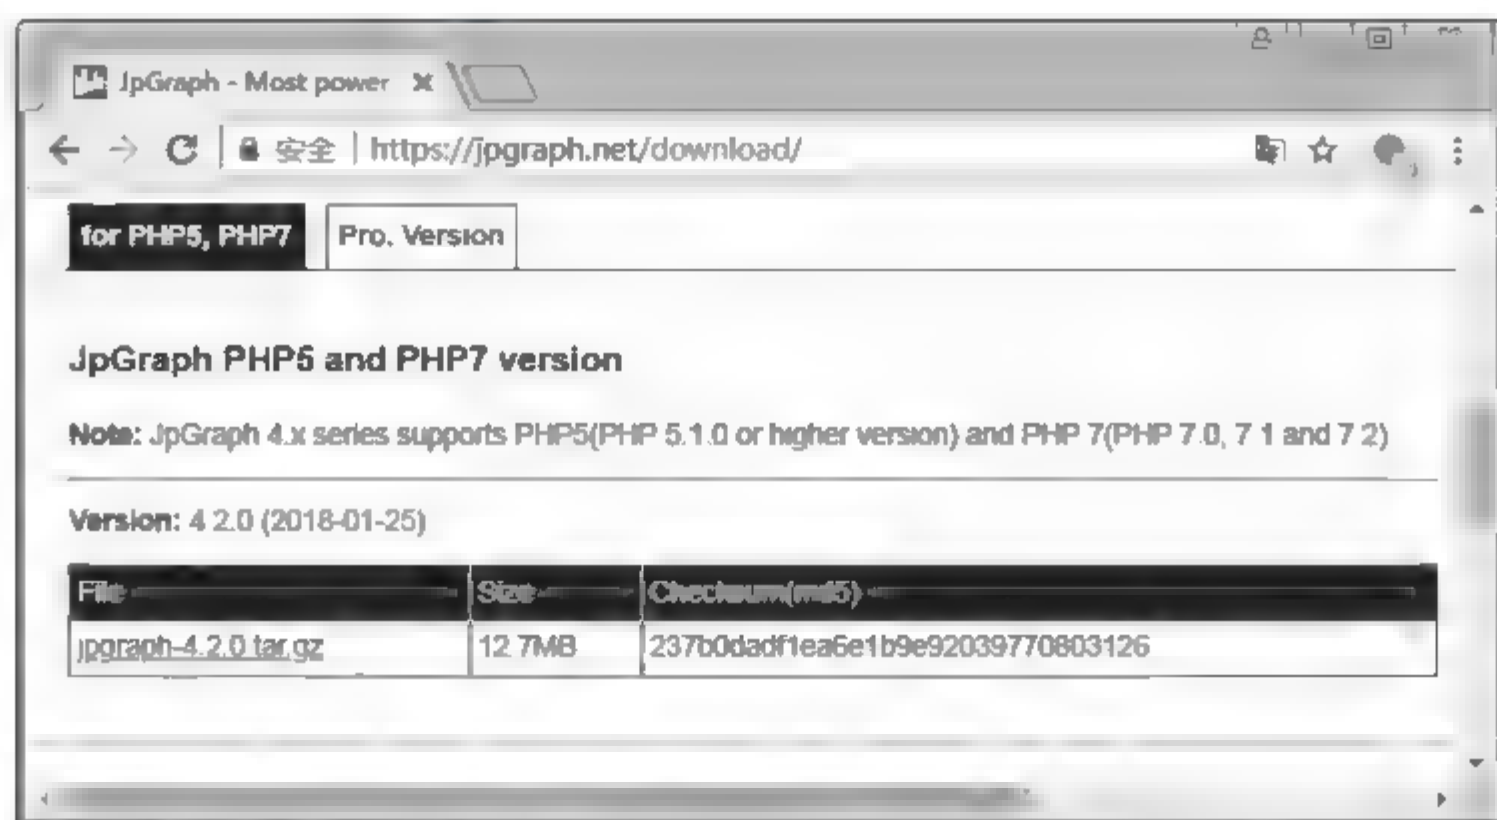 JpGraph - Most power
安全 https://jpgraph.net/download/
for PHP5, PHP7 Pro. Version
JpGraph PHP5 and PHP7 version
Note: JpGraph 4.x series supports PHP5(PHP 5.1.0 or higher version) and PHP 7(PHP 7.0, 7.1 and 7.2)
Version: 4.2.0 (2018-01-25)
File Size Checksum(md5)
jpgraph-4.2.0.tar.gz 12.7MB 237b0dadf1ea6e1b9e92039770803126